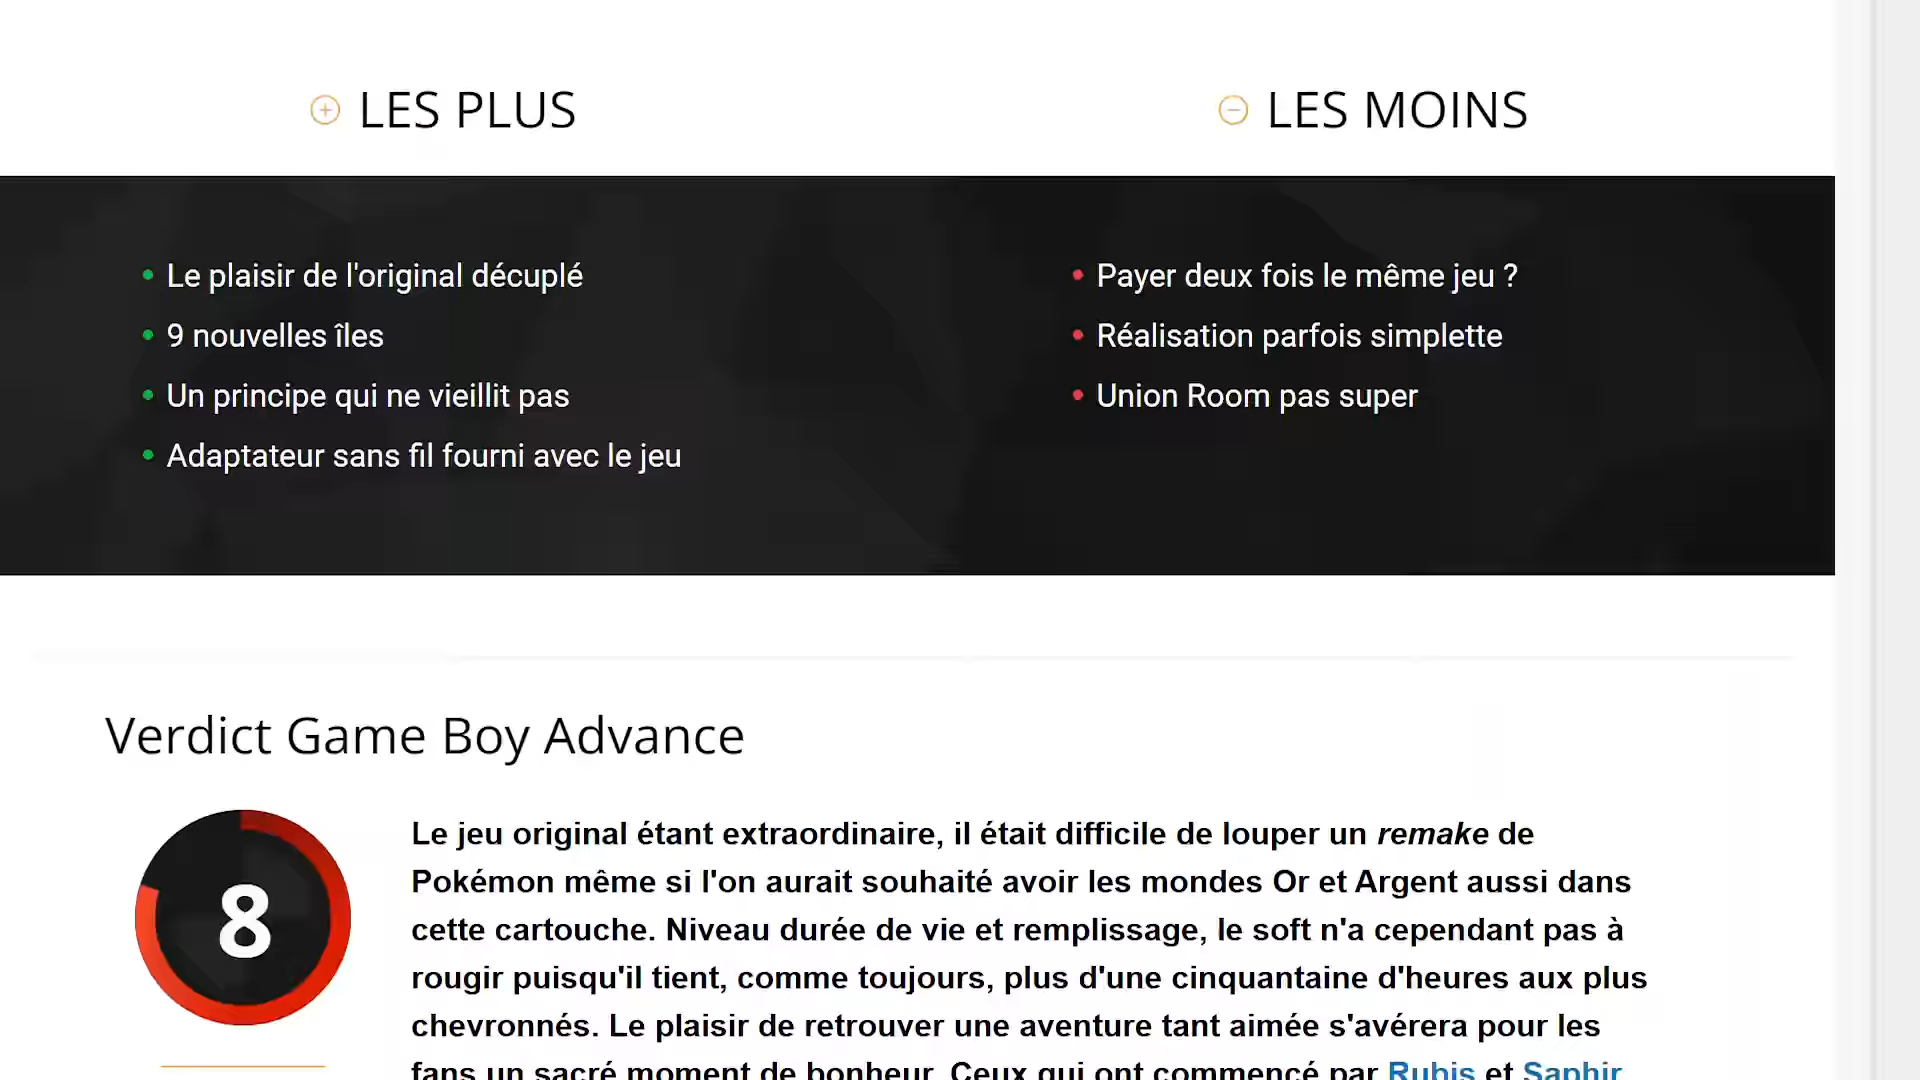 LES PLUS
LES MOINS
Le plaisir de l'original décuplé
9 nouvelles îles
Un principe qui ne vieillit pas
Adaptateur sans fil fourni avec le jeu
Payer deux fois le même jeu ?
Réalisation parfois simplette
Union Room pas super
Verdict Game Boy Advance
8
Le jeu original étant extraordinaire, il était difficile de louper un remake de
Pokémon même si l'on aurait souhaité avoir les mondes Or et Argent aussi dans
cette cartouche. Niveau durée de vie et remplissage, le soft n'a cependant pas à
rougir puisqu'il tient, comme toujours, plus d'une cinquantaine d'heures aux plus
chevronnés. Le plaisir de retrouver une aventure tant aimée s'avérera pour les
fans un sacré moment de bonheur. Ceux qui ont commencé par Rubis et Saphir